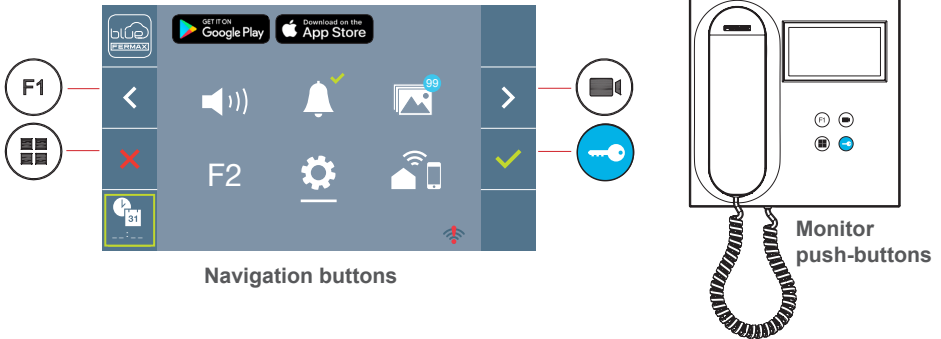 blue
FERMAX
GET IT ON
Google Play
Download on the
App Store
99
F1
F2
31
--:--
F1
Navigation buttons
Monitor
push-buttons